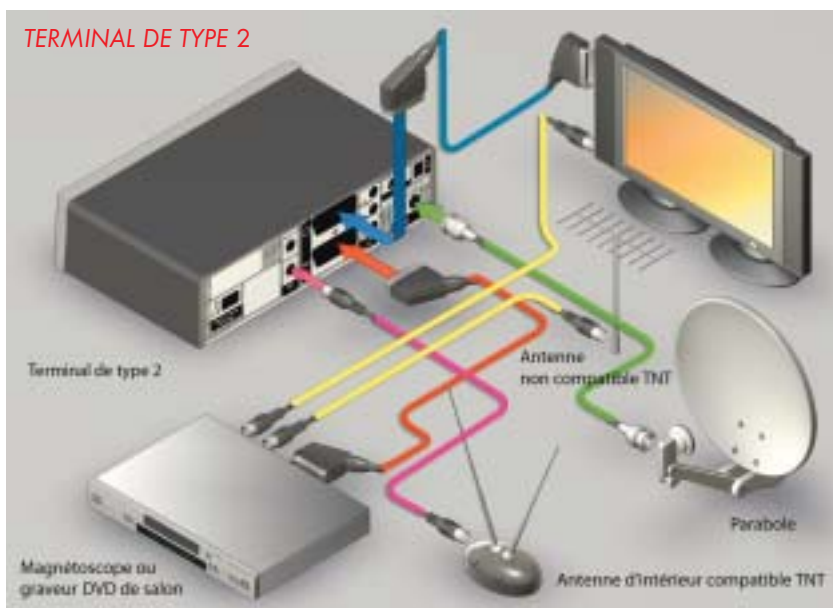 TERMINAL DE TYPE 2
Terminal de type 2
Antenne
non compatible TNT
Parabole
Magnétoscope ou
graveur DVD de salon
Antenne d'intérieur compatible TNT